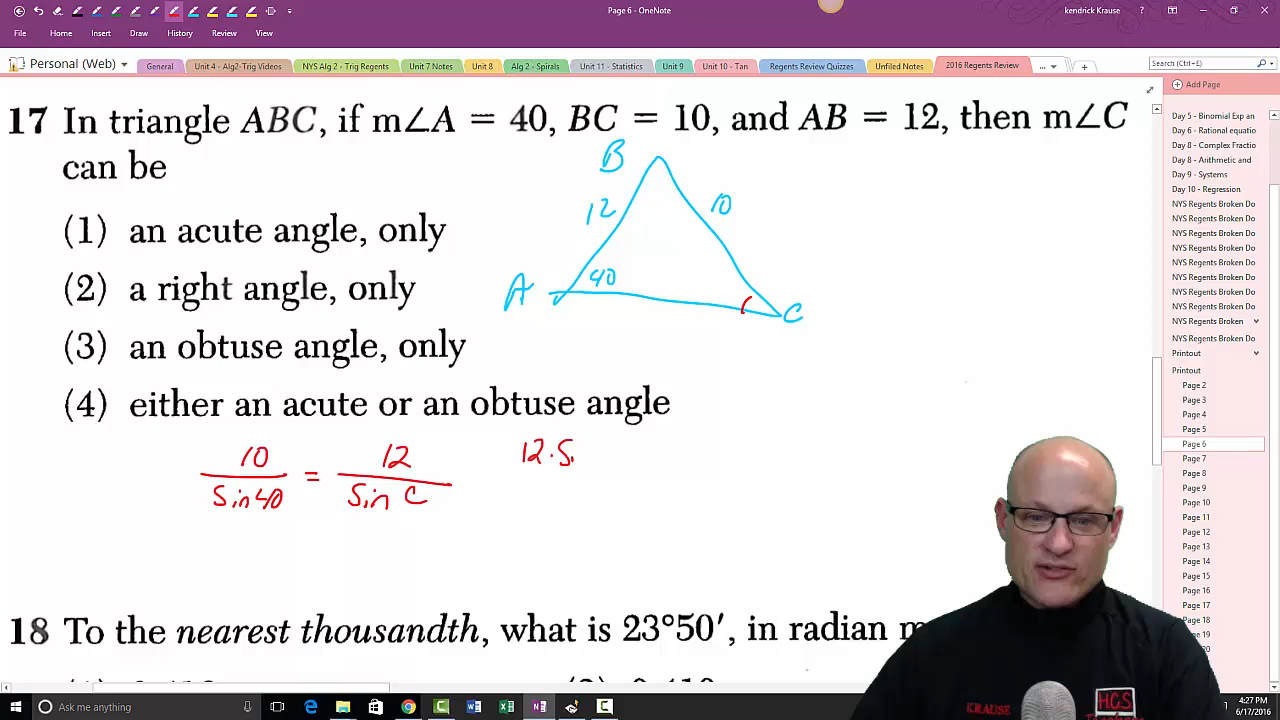 Page 6 - OneNote
kendrick Krause
File Home Insert Draw History Review View
Personal (Web) General Unit 4 - Alg2-Trig Videos NYS Alg 2 - Trig Regents Unit 7 Notes Unit 8 Alg 2 - Spirals Unit 11 - Statistics Unit 9 Unit 10 - Tan Regents Review Quizzes Unfiled Notes 2016 Regents Review ... + Search (Ctrl+E)
Add Page
Day 5 - Binomial Exp an
Day 6 - Rational equatio
Day 8 - Complex Fractio
Day 8 - Arithmetic and
Day 9 - Systems
Day 10 - Regression
NYS Regents Broken Do
NYS Regents Broken Do
NYS Regents Broken Do
NYS Regents Broken Do
NYS Regents Broken Do
NYS Regents Broken Do
NYS Regents Broken Do
NYS Regents Broken Do
NYS Regents Broken
NYS Regents Broken Do
Printout
Printout
Page 2
Page 3
Page 4
Page 5
Page 6
Page 7
Page 8
Page 9
Page 10
Page 11
Page 12
Page 13
Page 14
Page 15
Page 16
Page 17
Page 18
17 In triangle ABC, if m∠A = 40, BC = 10, and AB = 12, then m∠C
can be
(1) an acute angle, only
(2) a right angle, only
(3) an obtuse angle, only
(4) either an acute or an obtuse angle
B
12 10
A 40 C
10 / Sin 40 = 12 / Sin C
12·S
18 To the nearest thousandth, what is 23°50′, in radian
KRAUSE
HCS
Ask me anything
4:27 PM
6/17/2016